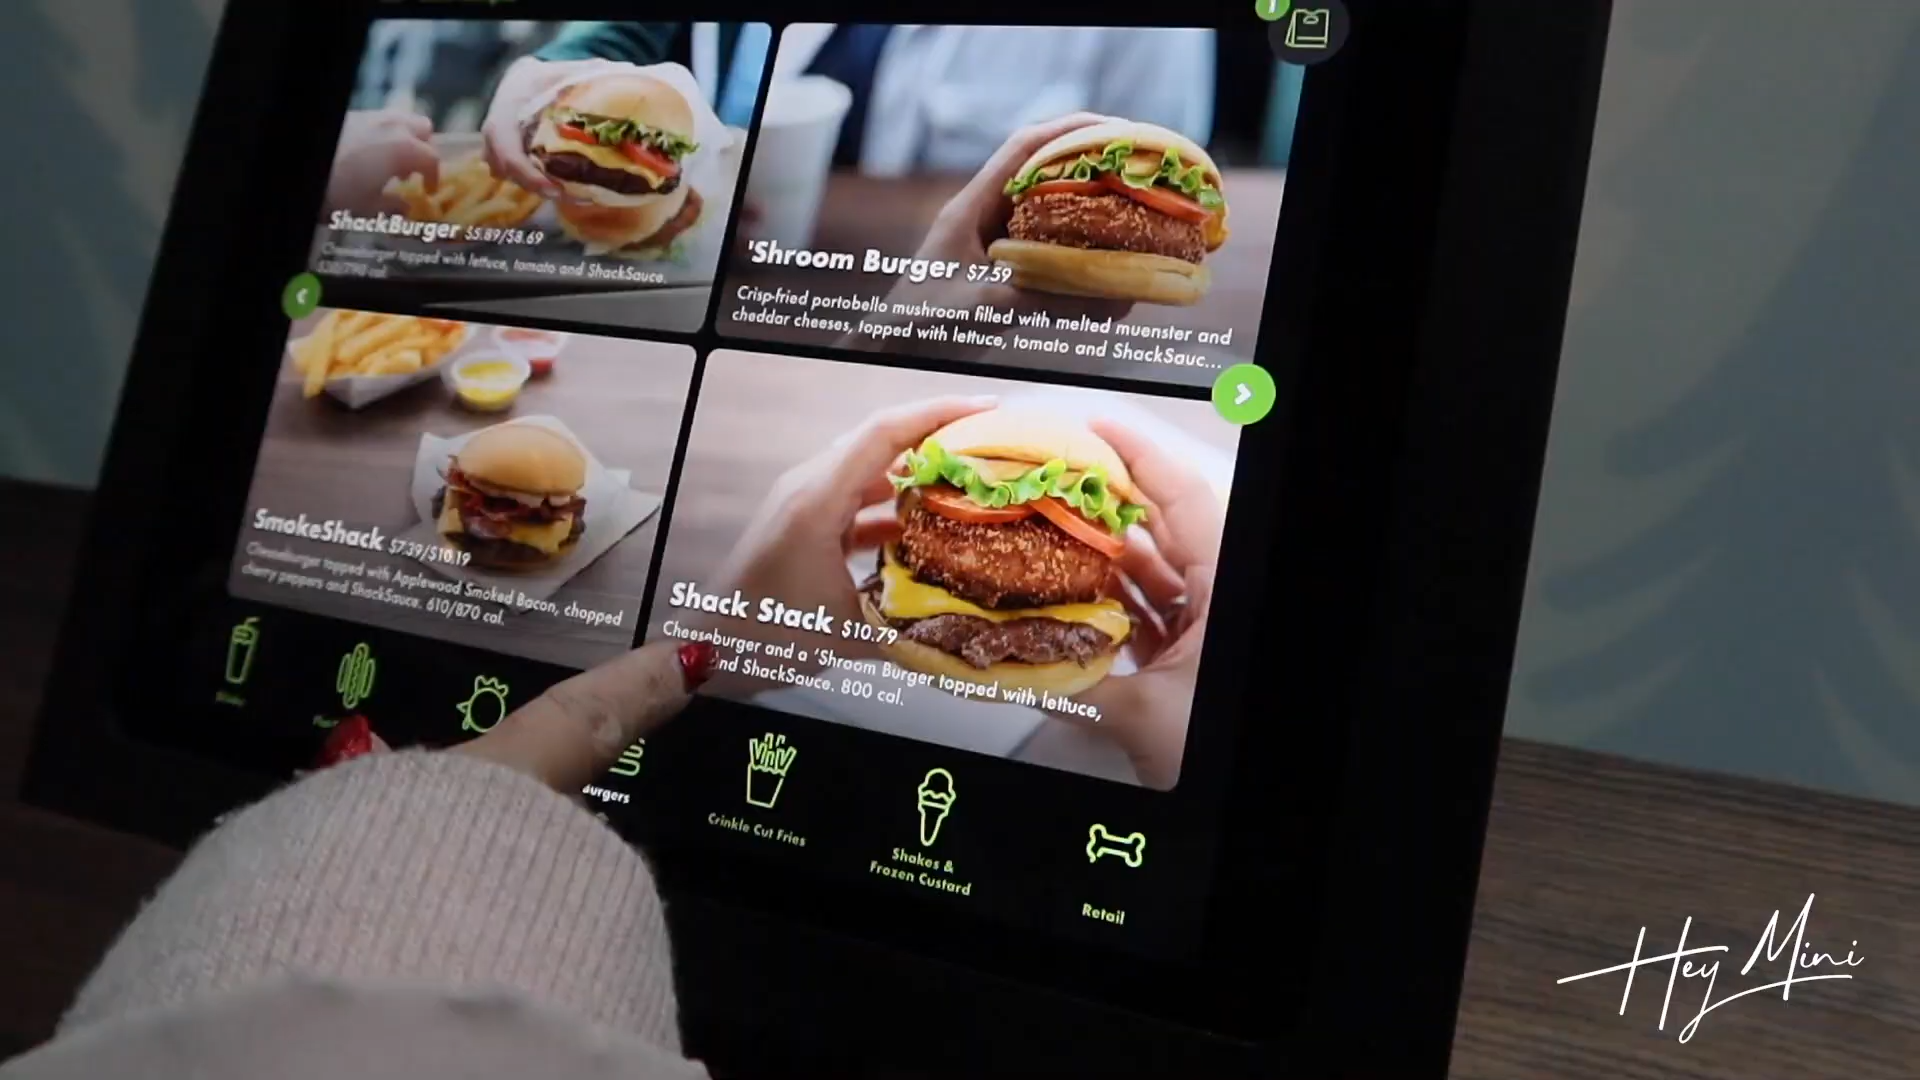 ShackBurger $5.89/$8.69
Cheeseburger topped with lettuce, tomato and ShackSauce.
cal.
'Shroom Burger $7.59
Crisp-fried portobello mushroom filled with melted muenster and
cheddar cheeses, topped with lettuce, tomato and ShackSauc...
SmokeShack $7.39/$10.19
Cheeseburger topped with Applewood Smoked Bacon, chopped
cherry peppers and ShackSauce. 610/870 cal.
Shack Stack $10.79
Cheeseburger and a 'Shroom Burger topped with lettuce,
and ShackSauce. 800 cal.
Burgers
Crinkle Cut Fries
Shakes &
Frozen Custard
Retail
Hey Mini